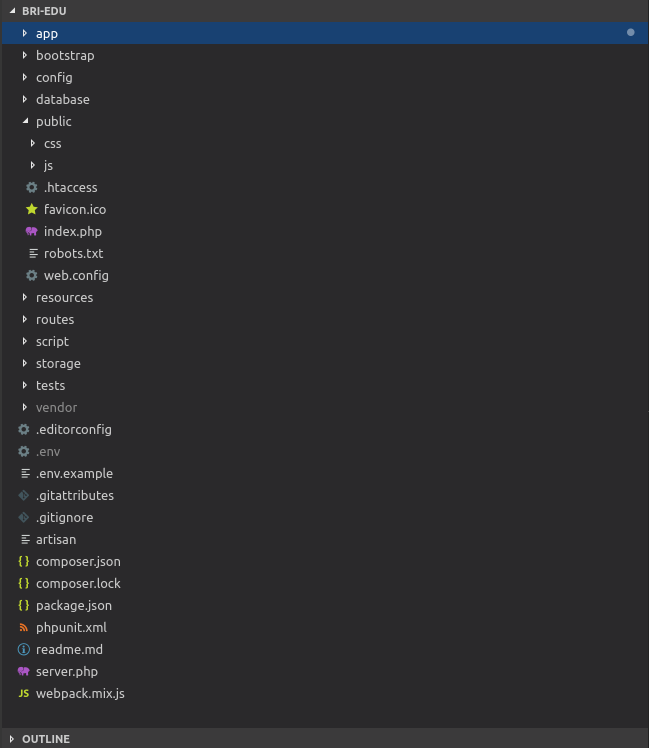 BRI-EDU
app
bootstrap
config
database
public
css
js
.htaccess
favicon.ico
index.php
robots.txt
web.config
resources
routes
script
storage
tests
vendor
.editorconfig
.env
.env.example
.gitattributes
.gitignore
artisan
{ } composer.json
{ } composer.lock
{ } package.json
phpunit.xml
readme.md
server.php
JS webpack.mix.js
OUTLINE